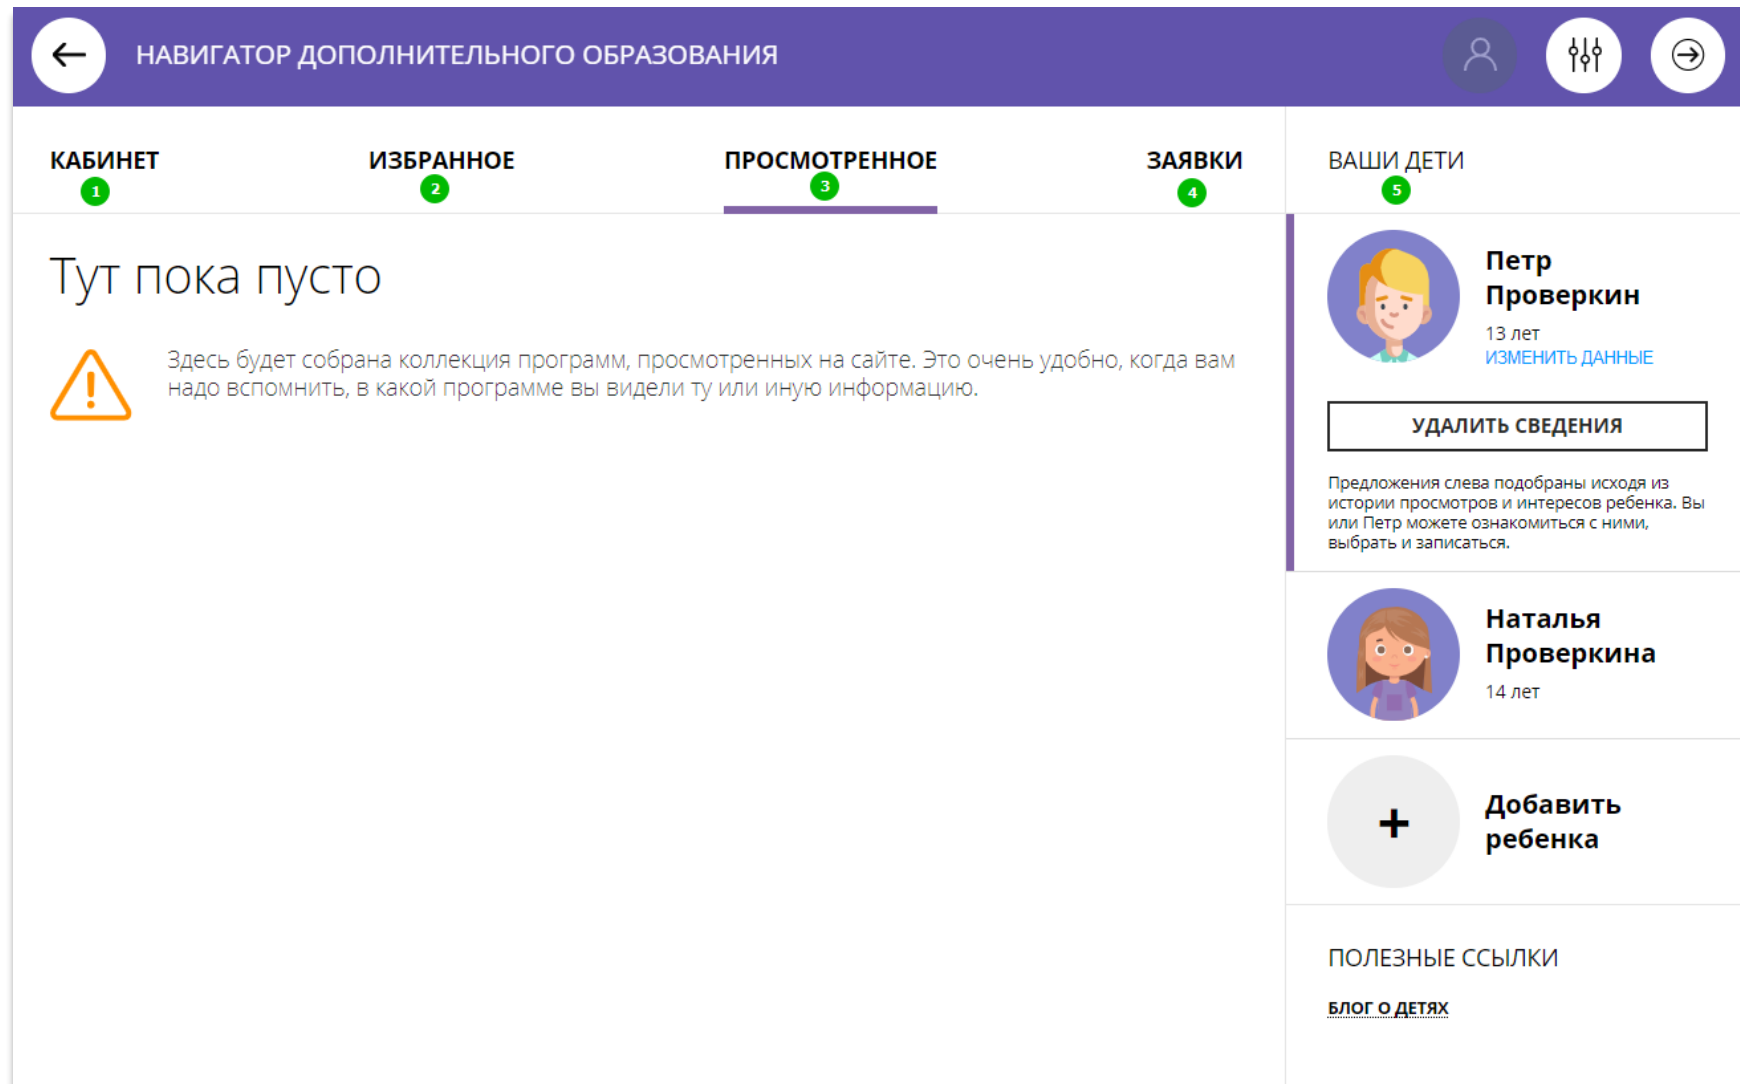 НАВИГАТОР ДОПОЛНИТЕЛЬНОГО ОБРАЗОВАНИЯ
КАБИНЕТ
ИЗБРАННОЕ
ПРОСМОТРЕННОЕ
ЗАЯВКИ
ВАШИ ДЕТИ
1
2
3
4
5
Тут пока пусто
Здесь будет собрана коллекция программ, просмотренных на сайте. Это очень удобно, когда вам
надо вспомнить, в какой программе вы видели ту или иную информацию.
Петр
Проверкин
13 лет
ИЗМЕНИТЬ ДАННЫЕ
УДАЛИТЬ СВЕДЕНИЯ
Предложения слева подобраны исходя из
истории просмотров и интересов ребенка. Вы
или Петр можете ознакомиться с ними,
выбрать и записаться.
Наталья
Проверкина
14 лет
+
Добавить
ребенка
ПОЛЕЗНЫЕ ССЫЛКИ
БЛОГ О ДЕТЯХ